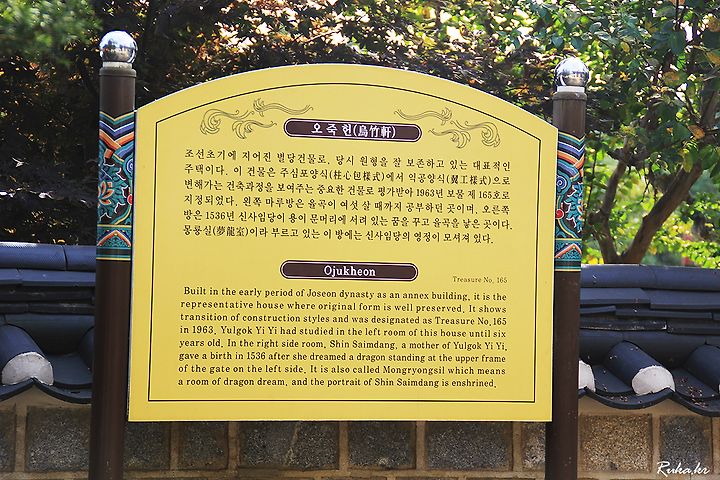 오죽헌(烏竹軒)
조선초기에 지어진 별당건물로, 당시 원형을 잘 보존하고 있는 대표적인
주택이다. 이 건물은 주심포양식(柱心包樣式)에서 익공양식(翼工樣式)으로
변해가는 건축과정을 보여주는 중요한 건물로 평가받아 1963년 보물 제 165호로
지정되었다. 왼쪽 마루방은 율곡이 여섯 살 때까지 공부하던 곳이며, 오른쪽
방은 1536년 신사임당이 용이 문머리에 서려 있는 꿈을 꾸고 율곡을 낳은 곳이다.
몽룡실(夢龍室)이라 부르고 있는 이 방에는 신사임당의 영정이 모셔져 있다.
Ojukheon
Treasure No. 165
Built in the early period of Joseon dynasty as an annex building, it is the
representative house where original form is well preserved. It shows
transition of construction styles and was designated as Treasure No.165
in 1963. Yulgok Yi Yi had studied in the left room of this house until six
years old. In the right side room, Shin Saimdang, a mother of Yulgok Yi Yi,
gave a birth in 1536 after she dreamed a dragon standing at the upper frame
of the gate on the left side. It is also called Mongryongsil which means
a room of dragon dream, and the portrait of Shin Saimdang is enshrined.
Ruka.kr